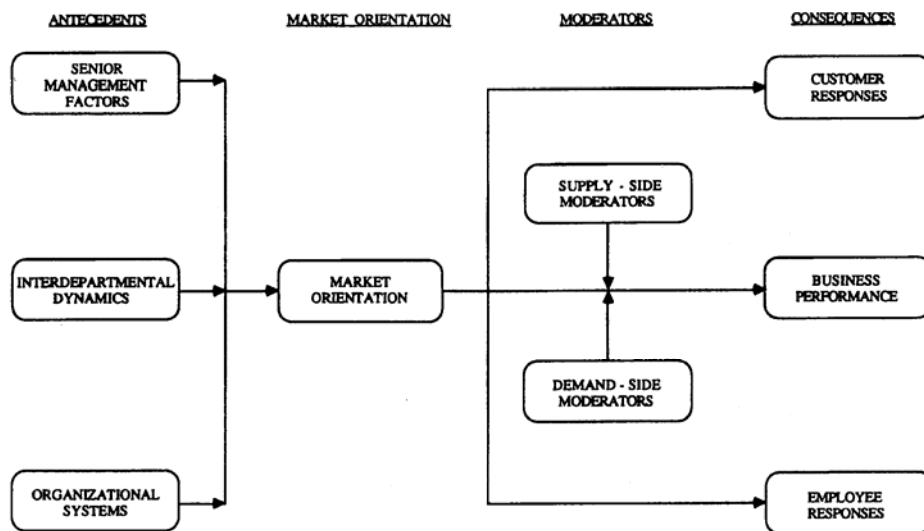 ANTECEDENTS
MARKET ORIENTATION
MODERATORS
CONSEQUENCES
SENIOR
MANAGEMENT
FACTORS
CUSTOMER
RESPONSES
SUPPLY - SIDE
MODERATORS
INTERDEPARTMENTAL
DYNAMICS
MARKET
ORIENTATION
BUSINESS
PERFORMANCE
DEMAND - SIDE
MODERATORS
ORGANIZATIONAL
SYSTEMS
EMPLOYEE
RESPONSES